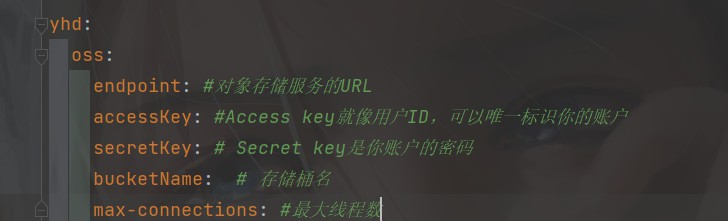 yhd:
oss:
endpoint: #对象存储服务的URL
accessKey: #Access key就像用户ID，可以唯一标识你的账户
secretKey: # Secret key是你账户的密码
bucketName:  # 存储桶名
max-connections: #最大线程数